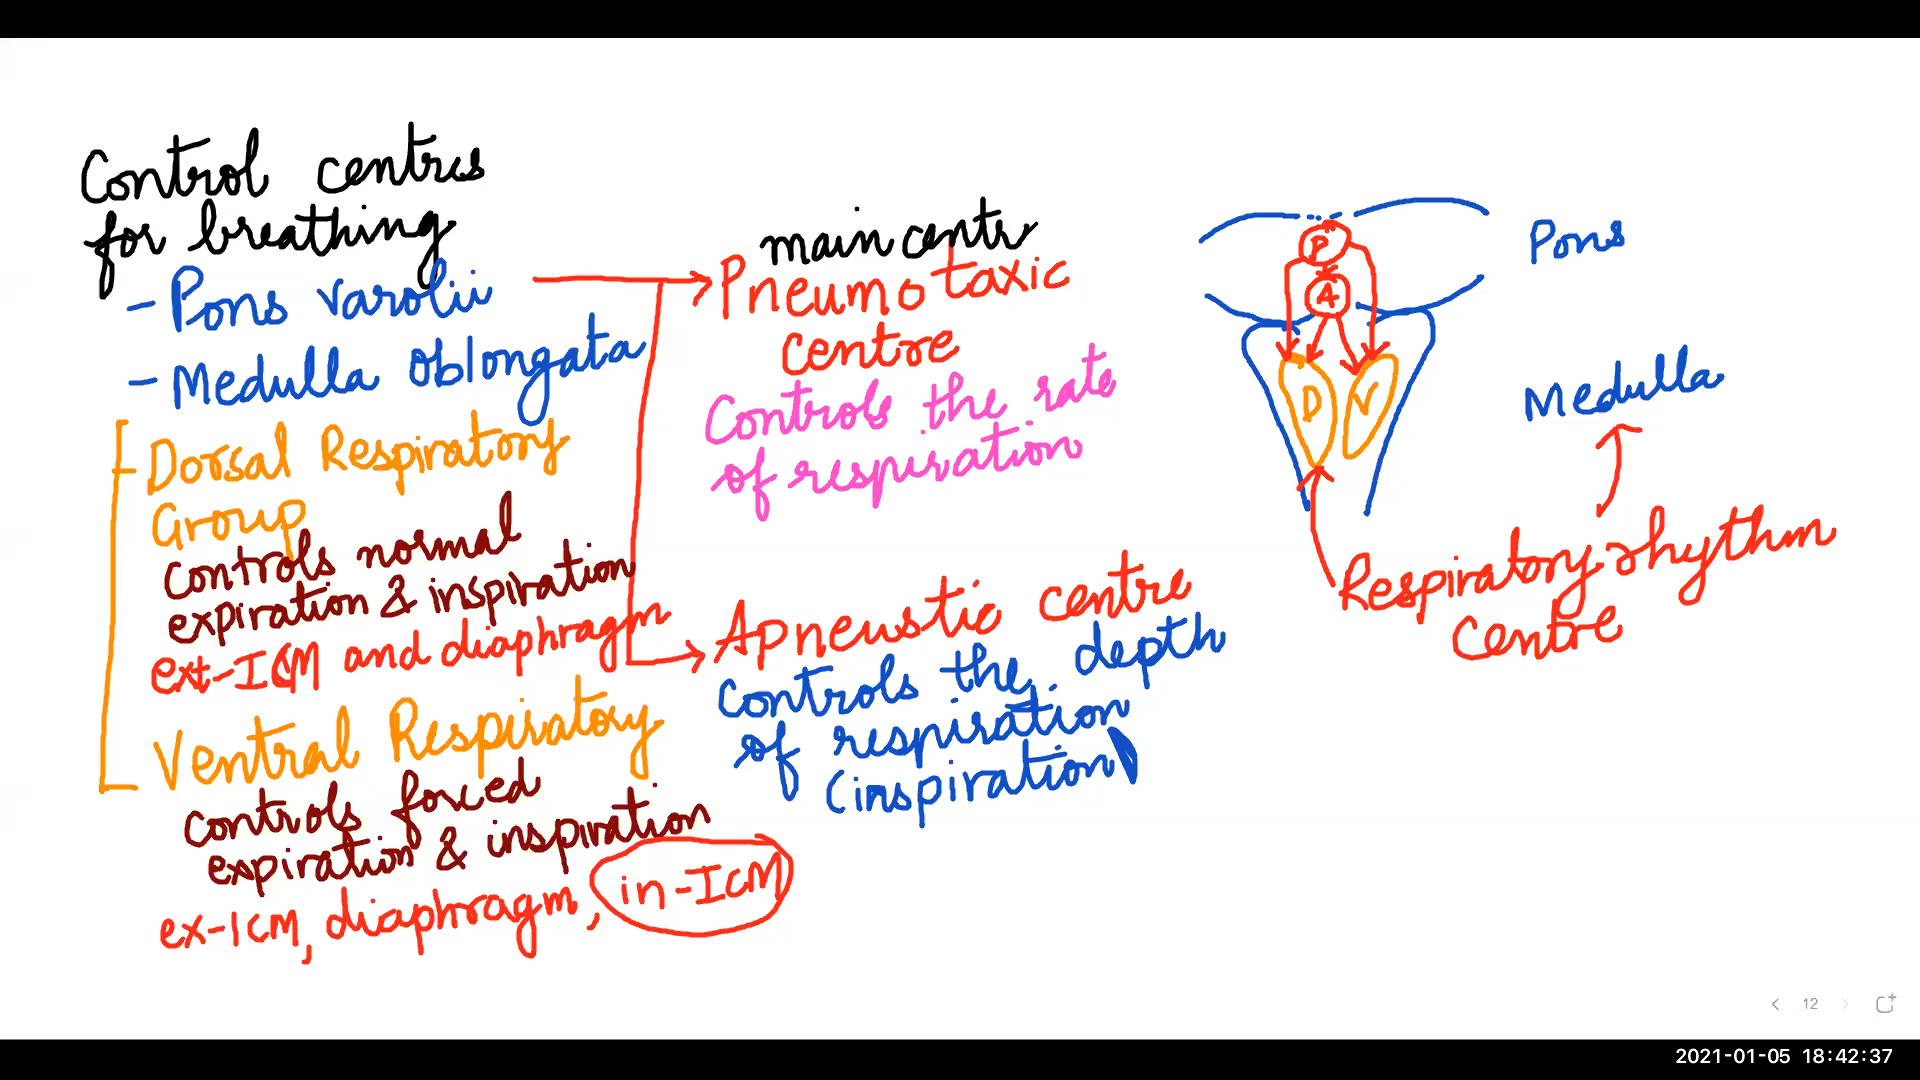 Control centres
for breathing
- Pons varolii
- Medulla oblongata
Dorsal Respiratory
Group
controls normal
expiration & inspiration
ext-ICM and diaphragm
Ventral Respiratory
controls forced
expiration & inspiration
ex-ICM, diaphragm, in-ICM
main centr
Pneumotaxic
centre
Controls the rate
of respiration
Apneustic centre
Controls the depth
of respiration
(inspiration)
P
A
D
V
Pons
Medulla
Respiratory rhythm
Centre
12
2021-01-05 18:42:37